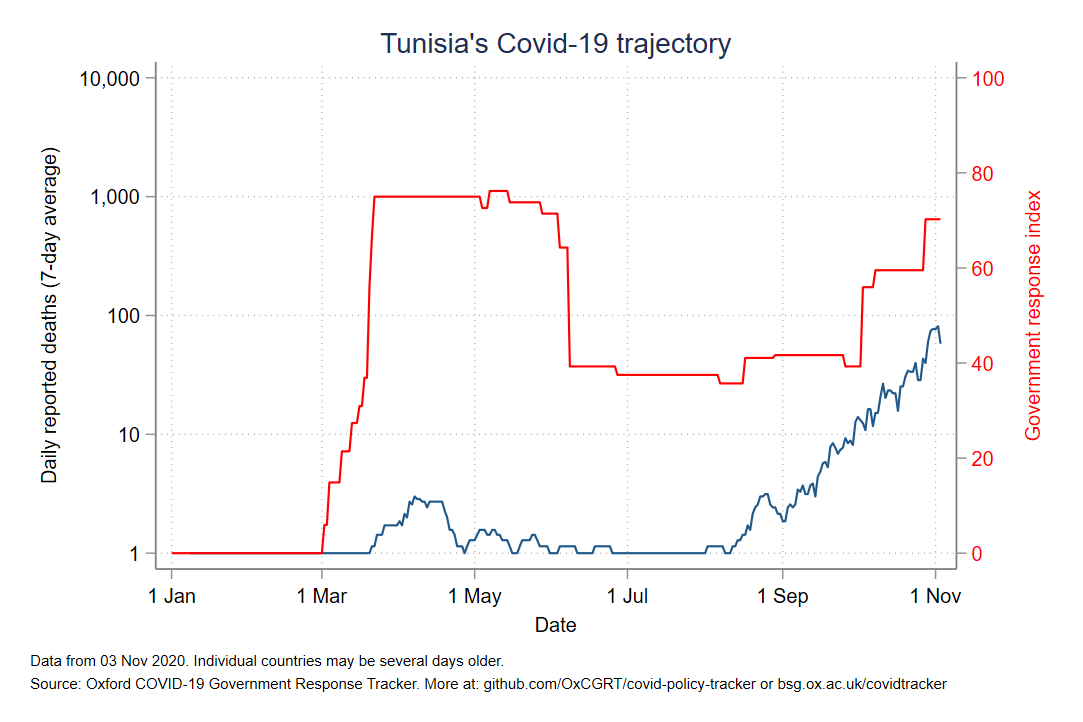 Tunisia's Covid-19 trajectory
Daily reported deaths (7-day average)
10,000
1,000
100
10
1
100
80
60
40
20
0
Government response index
1 Jan
1 Mar
1 May
1 Jul
1 Sep
1 Nov
Date
Data from 03 Nov 2020. Individual countries may be several days older.
Source: Oxford COVID-19 Government Response Tracker. More at: github.com/OxCGRT/covid-policy-tracker or bsg.ox.ac.uk/covidtracker